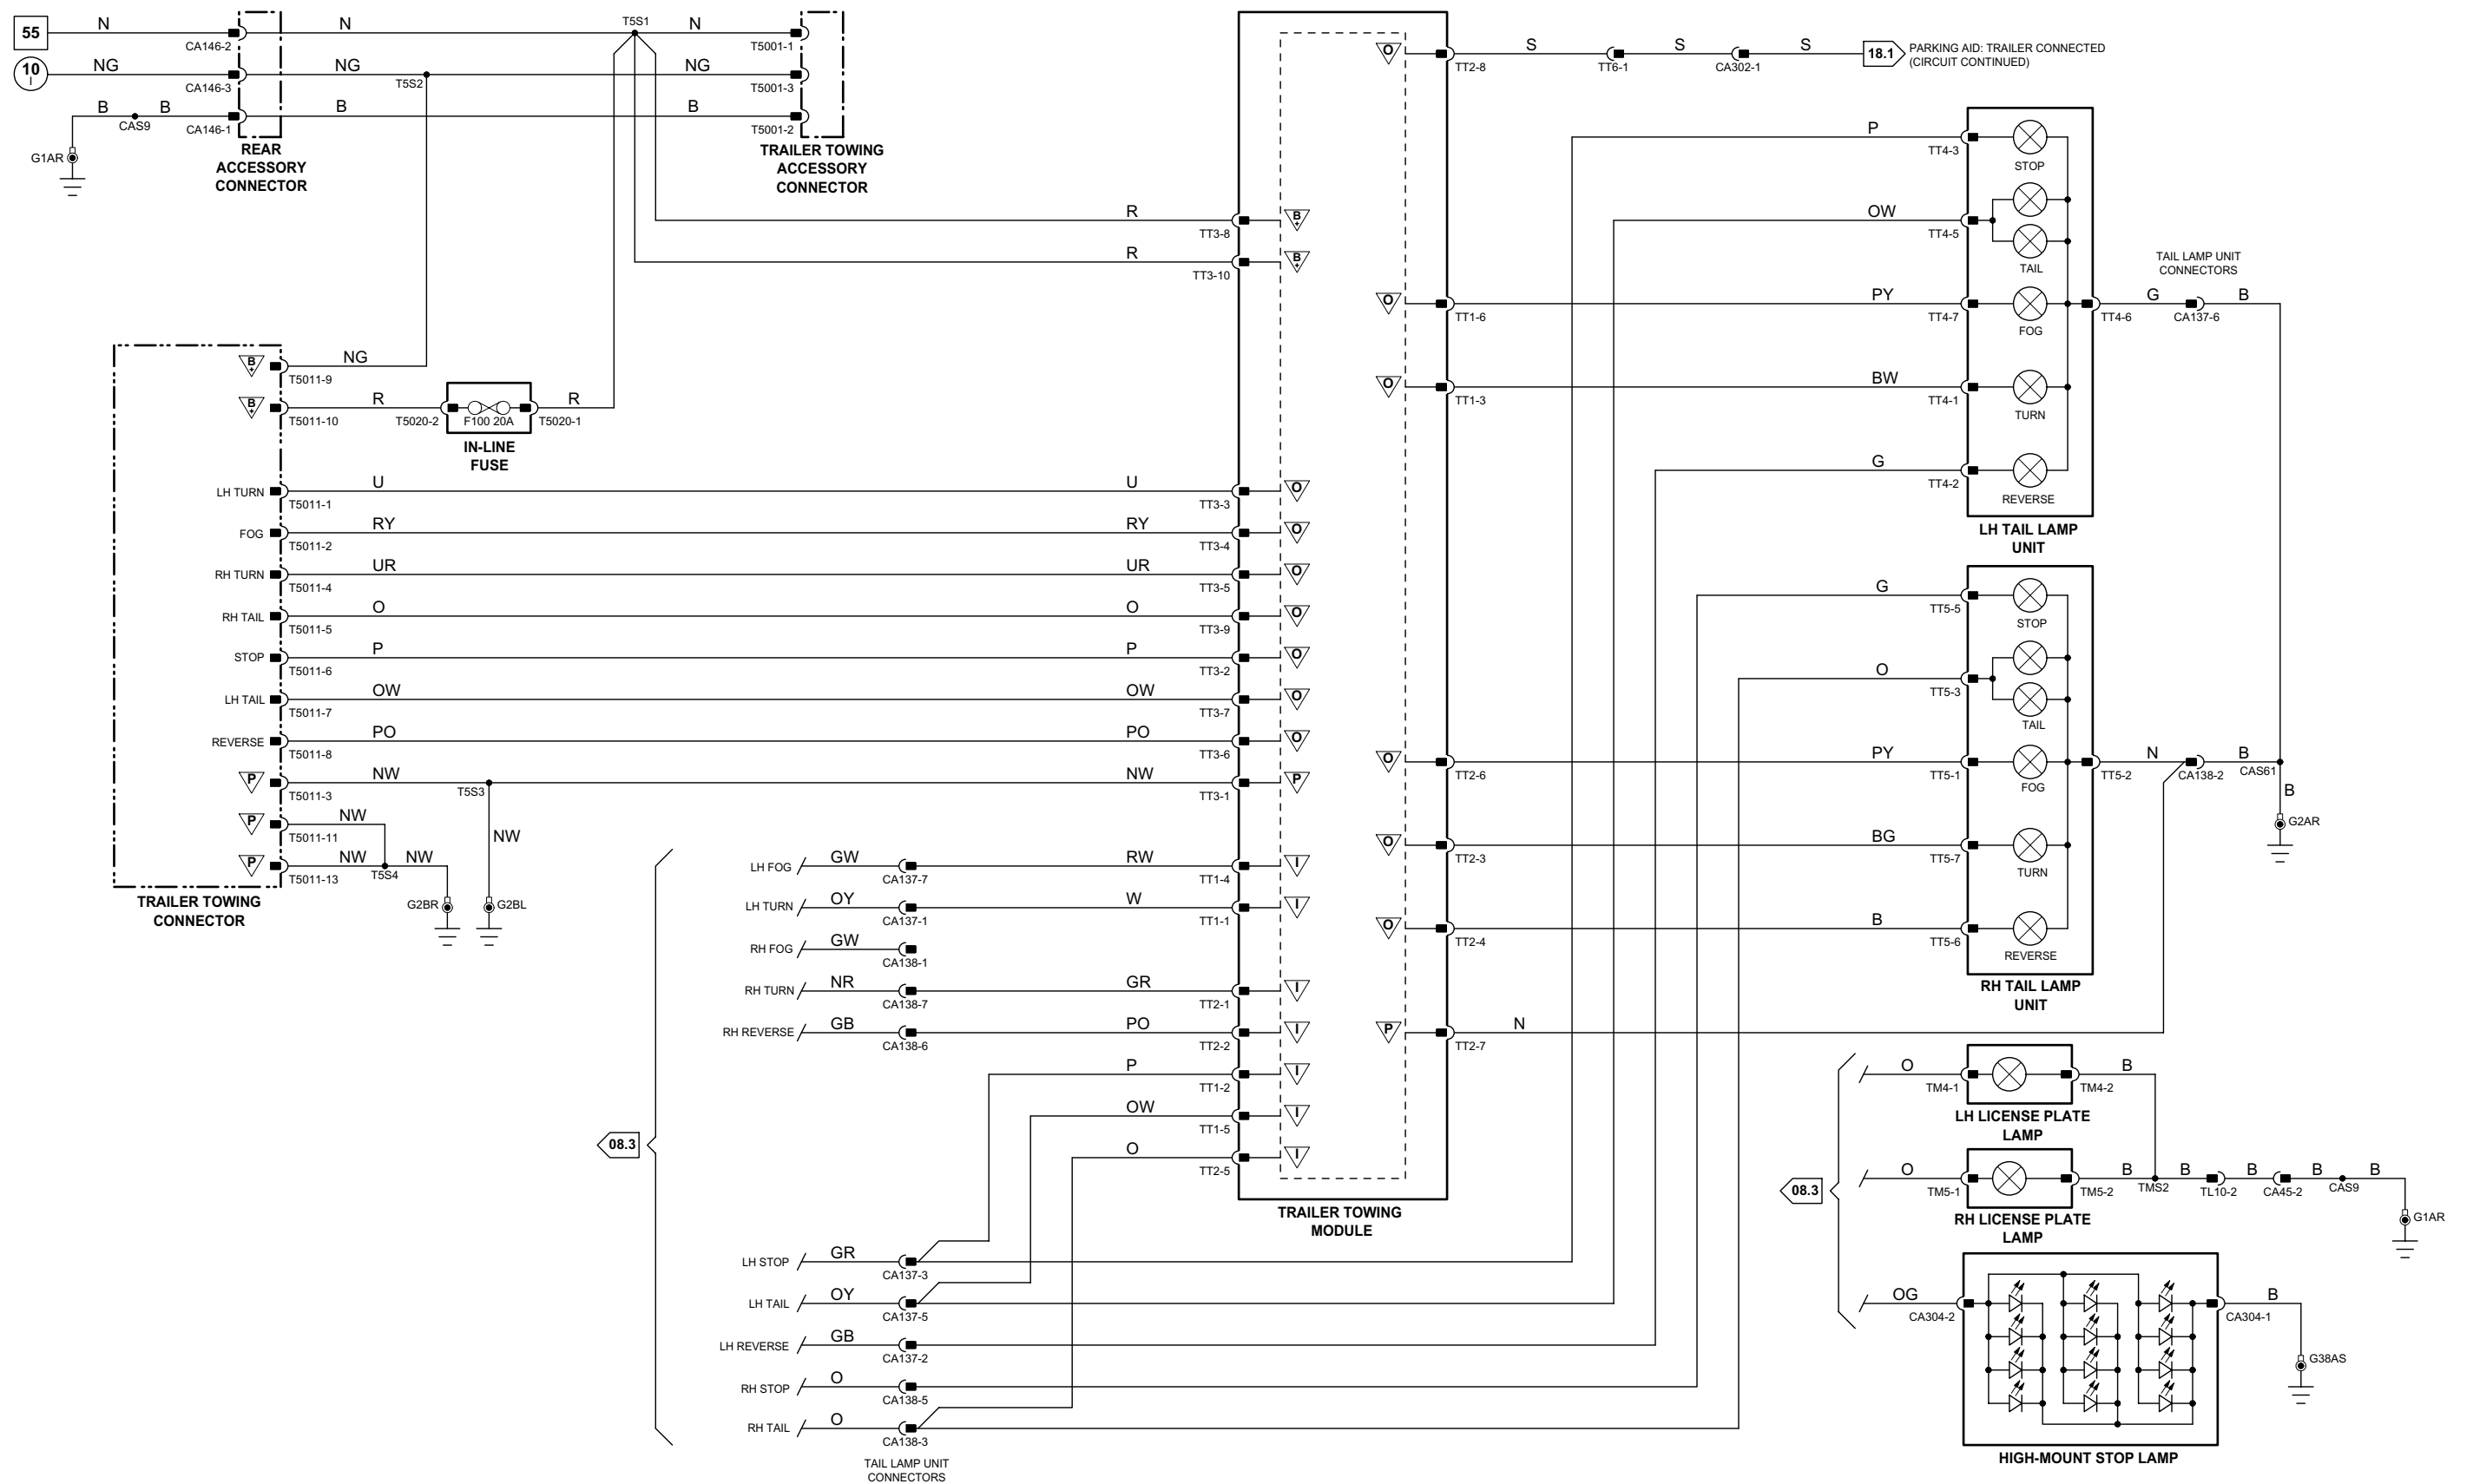 55
N
CA146-2
N
T5S1
N
T5001-1
10
I
NG
CA146-3
NG
T5S2
NG
T5001-3
B
CAS9
B
CA146-1
B
B
T5001-2
G1AR
REAR
ACCESSORY
CONNECTOR
TRAILER TOWING
ACCESSORY
CONNECTOR
R
TT3-8
B
+
R
TT3-10
B
+
B
+
T5011-9
NG
B
+
T5011-10
R
T5020-2
F100 20A
T5020-1
R
IN-LINE
FUSE
LH TURN
T5011-1
U
U
TT3-3
O
FOG
T5011-2
RY
RY
TT3-4
O
RH TURN
T5011-4
UR
UR
TT3-5
O
RH TAIL
T5011-5
O
O
TT3-9
O
STOP
T5011-6
P
P
TT3-2
O
LH TAIL
T5011-7
OW
OW
TT3-7
O
REVERSE
T5011-8
PO
PO
TT3-6
O
P
T5011-3
NW
T5S3
NW
TT3-1
P
P
T5011-11
NW
NW
P
T5011-13
NW
T5S4
NW
G2BR
G2BL
TRAILER TOWING
CONNECTOR
08.3
LH FOG
GW
CA137-7
RW
TT1-4
I
LH TURN
OY
CA137-1
W
TT1-1
I
RH FOG
GW
CA138-1
RH TURN
NR
CA138-7
GR
TT2-1
I
RH REVERSE
GB
CA138-6
PO
TT2-2
I
P
TT1-2
I
OW
TT1-5
I
O
TT2-5
I
TRAILER TOWING
MODULE
LH STOP
GR
CA137-3
LH TAIL
OY
CA137-5
LH REVERSE
GB
CA137-2
RH STOP
O
CA138-5
RH TAIL
O
CA138-3
TAIL LAMP UNIT
CONNECTORS
O
TT2-8
S
TT6-1
S
CA302-1
S
18.1
PARKING AID: TRAILER CONNECTED
(CIRCUIT CONTINUED)
P
TT4-3
STOP
OW
TT4-5
TAIL
O
TT1-6
PY
TT4-7
FOG
TT4-6
G
CA137-6
B
TAIL LAMP UNIT
CONNECTORS
O
TT1-3
BW
TT4-1
TURN
G
TT4-2
REVERSE
LH TAIL LAMP
UNIT
G
TT5-5
STOP
O
TT5-3
TAIL
O
TT2-6
PY
TT5-1
FOG
TT5-2
N
CA138-2
B
CAS61
B
G2AR
O
TT2-3
BG
TT5-7
TURN
O
TT2-4
B
TT5-6
REVERSE
RH TAIL LAMP
UNIT
P
TT2-7
N
08.3
O
TM4-1
TM4-2
B
LH LICENSE PLATE
LAMP
O
TM5-1
TM5-2
B
TMS2
B
TL10-2
B
CA45-2
B
CAS9
B
G1AR
RH LICENSE PLATE
LAMP
OG
CA304-2
CA304-1
B
G38AS
HIGH-MOUNT STOP LAMP